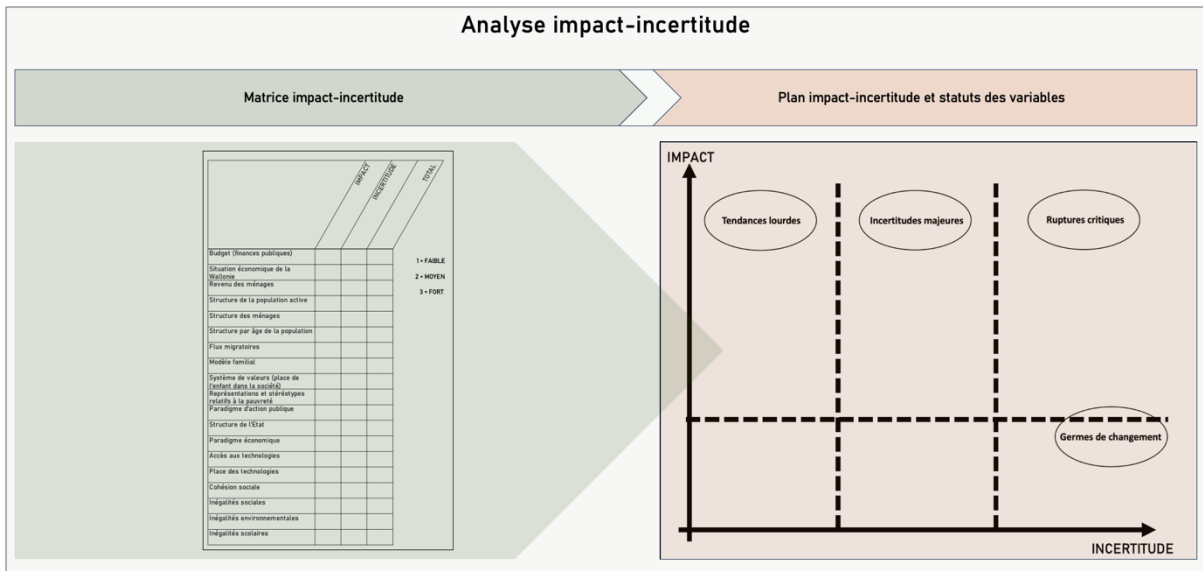 Analyse impact-incertitude
Matrice impact-incertitude
Plan impact-incertitude et statuts des variables
IMPACT
INCERTITUDE
TOTAL
Budget (finances publiques)
Situation économique de la
Wallonie
Revenu des ménages
Structure de la population active
Structure des ménages
Structure par âge de la population
Flux migratoires
Modèle familial
Système de valeurs (place de
l'enfant dans la société)
Représentations et stéréotypes
relatifs à la pauvreté
Paradigme d'action publique
Structure de l'Etat
Paradigme économique
Accès aux technologies
Place des technologies
Cohésion sociale
Inégalités sociales
Inégalités environnementales
Inégalités scolaires
1 = FAIBLE
2 = MOYEN
3 = FORT
IMPACT
Tendances lourdes
Incertitudes majeures
Ruptures critiques
Germes de changement
INCERTITUDE